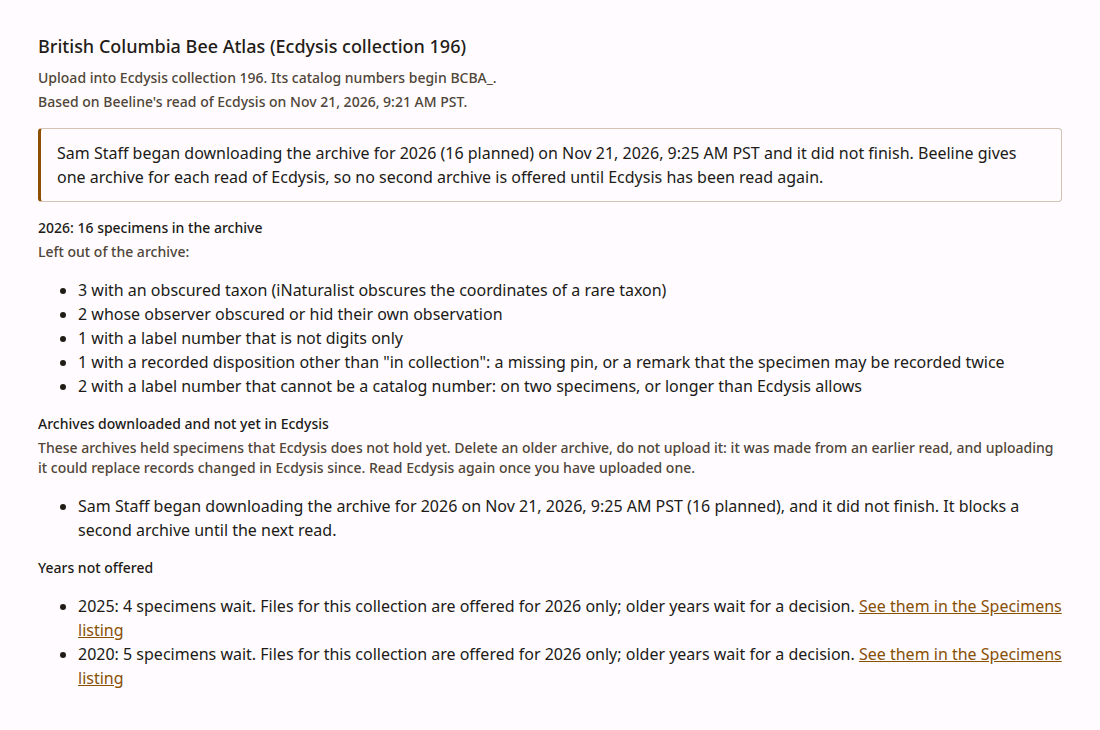 British Columbia Bee Atlas (Ecdysis collection 196)
Upload into Ecdysis collection 196. Its catalog numbers begin BCBA_.
Based on Beeline's read of Ecdysis on Nov 21, 2026, 9:21 AM PST.
Sam Staff began downloading the archive for 2026 (16 planned) on Nov 21, 2026, 9:25 AM PST and it did not finish. Beeline gives
one archive for each read of Ecdysis, so no second archive is offered until Ecdysis has been read again.
2026: 16 specimens in the archive
Left out of the archive:
• 3 with an obscured taxon (iNaturalist obscures the coordinates of a rare taxon)
• 2 whose observer obscured or hid their own observation
• 1 with a label number that is not digits only
• 1 with a recorded disposition other than "in collection": a missing pin, or a remark that the specimen may be recorded twice
• 2 with a label number that cannot be a catalog number: on two specimens, or longer than Ecdysis allows
Archives downloaded and not yet in Ecdysis
These archives held specimens that Ecdysis does not hold yet. Delete an older archive, do not upload it: it was made from an earlier read, and uploading
it could replace records changed in Ecdysis since. Read Ecdysis again once you have uploaded one.
• Sam Staff began downloading the archive for 2026 on Nov 21, 2026, 9:25 AM PST (16 planned), and it did not finish. It blocks a
second archive until the next read.
Years not offered
• 2025: 4 specimens wait. Files for this collection are offered for 2026 only; older years wait for a decision. See them in the Specimens
listing
• 2020: 5 specimens wait. Files for this collection are offered for 2026 only; older years wait for a decision. See them in the Specimens
listing